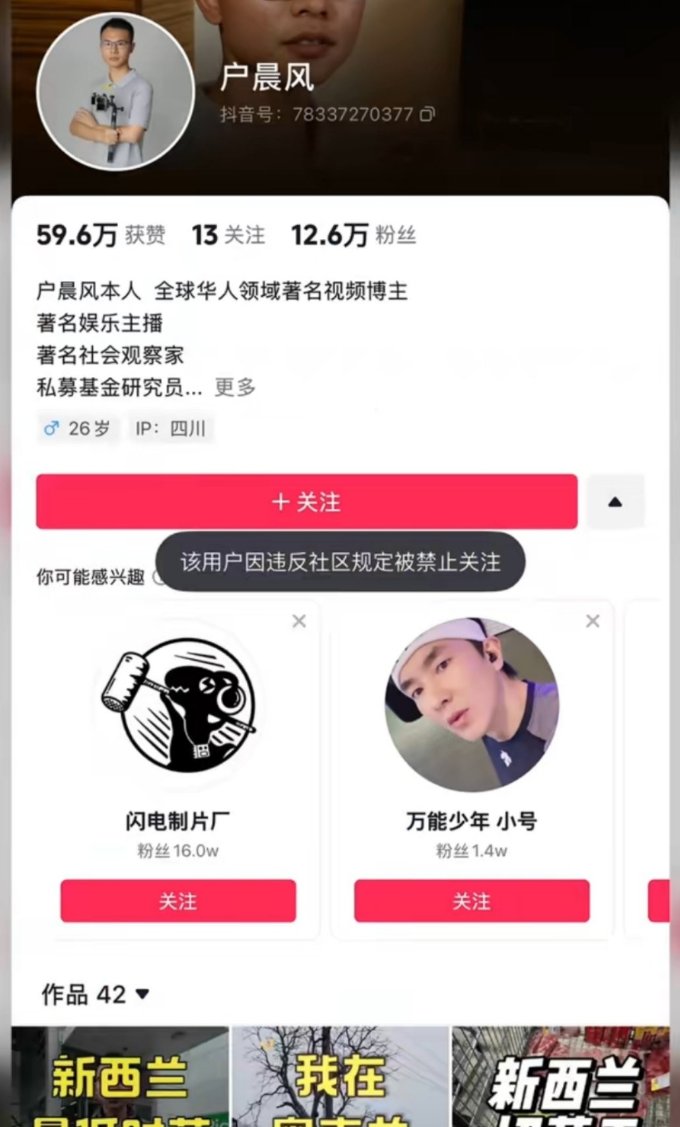 户晨风
抖音号：78337270377
59.6万 获赞 13 关注 12.6万 粉丝
户晨风本人 全球华人领域著名视频博主
著名娱乐主播
著名社会观察家
私募基金研究员... 更多
♂ 26岁 IP：四川
＋关注
该用户因违反社区规定被禁止关注
你可能感兴趣
闪电制片厂
粉丝16.0w
关注
万能少年 小号
粉丝1.4w
关注
作品 42
新西兰
我在
新西兰